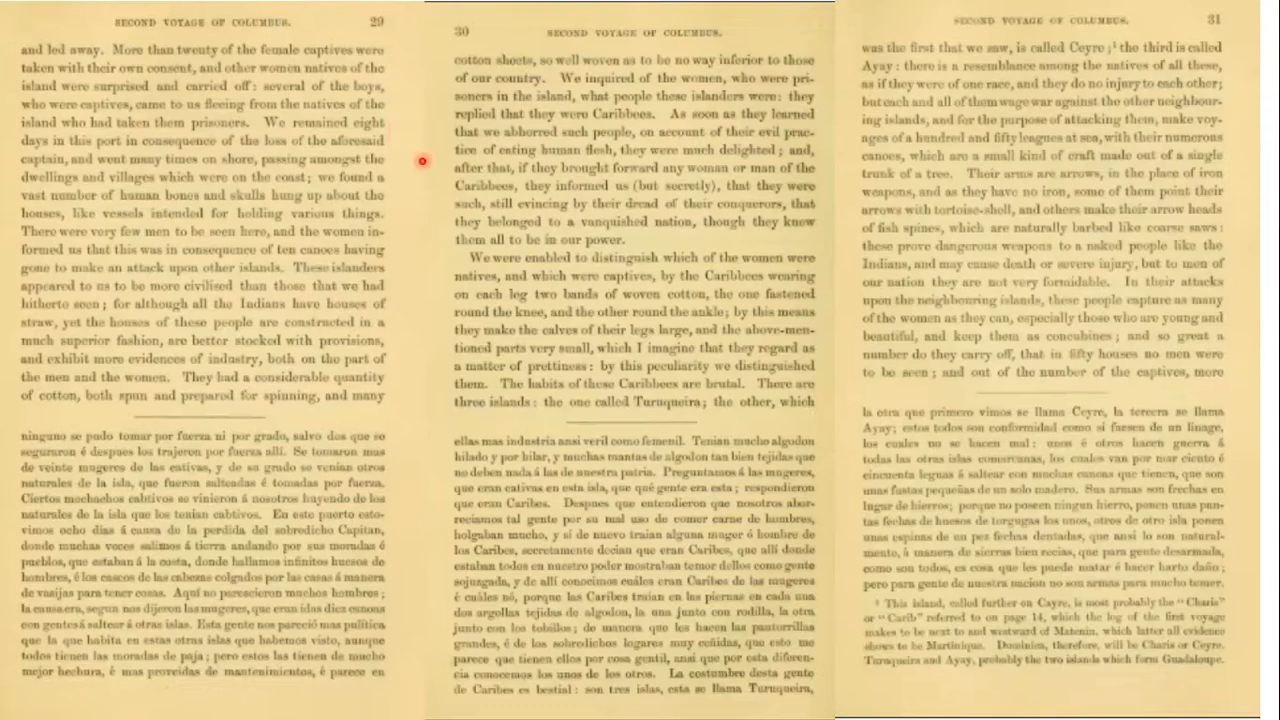 SECOND VOYAGE OF COLUMBUS. 29
and led away. More than twenty of the female captives were
taken with their own consent, and other women natives of the
island were surprised and carried off: several of the boys,
who were captives, came to us fleeing from the natives of the
island who had taken them prisoners. We remained eight
days in this port in consequence of the loss of the aforesaid
captain, and went many times on shore, passing amongst the
dwellings and villages which were on the coast; we found a
vast number of human bones and skulls hung up about the
houses, like vessels intended for holding various things.
There were very few men to be seen here, and the women in-
formed us that this was in consequence of ten canoes having
gone to make an attack upon other islands. These islanders
appeared to us to be more civilised than those that we had
hitherto seen; for although all the Indians have houses of
straw, yet the houses of these people are constructed in a
much superior fashion, are better stocked with provisions,
and exhibit more evidences of industry, both on the part of
the men and the women. They had a considerable quantity
of cotton, both spun and prepared for spinning, and many
ninguno se pudo tomar por fuerza ni por grado, salvo dos que se
seguraron é despues los trajeron por fuerza allí. Se tomaron mas
de veinte mugeres de las cativas, y de su grado se venian otras
naturales de la isla, que fueron salteadas é tomadas por fuerza.
Ciertos mochachos cabtivos se vinieron á nosotros huyendo de los
naturales de la isla que los tenian cabtivos. En este puerto esto-
vimos ocho dias á causa de la perdida del sobredicho Capitan,
donde muchas veces salimos á tierra andando por sus moradas é
pueblos, que estaban á la costa, donde hallamos infinitos huesos de
hombres, é los cascos de las cabezas colgados por las casas á manera
de vasijas para tener cosas. Aquí no parescieron muchos hombres;
la causa era, segun nos dijeron las mugeres, que eran idas diez canoas
con gentes á saltear á otras islas. Esta gente nos pareció mas pulítica
que la que habita en estas otras islas que habemos visto, aunque
todos tienen las moradas de paja; pero estos las tienen de mucho
mejor hechura, é mas proveidas de mantenimientos, é parece en
30 SECOND VOYAGE OF COLUMBUS.
cotton sheets, so well woven as to be no way inferior to those
of our country. We inquired of the women, who were pri-
soners in the island, what people these islanders were: they
replied that they were Caribbees. As soon as they learned
that we abhorred such people, on account of their evil prac-
tice of eating human flesh, they were much delighted; and,
after that, if they brought forward any woman or man of the
Caribbees, they informed us (but secretly), that they were
such, still evincing by their dread of their conquerors, that
they belonged to a vanquished nation, though they knew
them all to be in our power.
We were enabled to distinguish which of the women were
natives, and which were captives, by the Caribbees wearing
on each leg two bands of woven cotton, the one fastened
round the knee, and the other round the ankle; by this means
they make the calves of their legs large, and the above-men-
tioned parts very small, which I imagine that they regard as
a matter of prettiness: by this peculiarity we distinguished
them. The habits of these Caribbees are brutal. There are
three islands: the one called Turuqueira; the other, which
ellas mas industria ansi veril como femenil. Tenian mucho algodon
hilado y por hilar, y muchas mantas de algodon tan bien tejidas que
no deben nada á las de nuestra patria. Preguntamos á las mugeres,
que eran cativas en esta isla, que qué gente era esta; respondieron
que eran Caribes. Despues que entendieron que nosotros abor-
reciamos tal gente por su mal uso de comer carne de hombres,
holgaban mucho, y si de nuevo traian alguna muger ó hombre de
los Caribes, secretamente decian que eran Caribes, que allí donde
estaban todos en nuestro poder mostraban temor dellos como gente
sojuzgada, y de allí conocimos cuáles eran Caribes de las mugeres
é cuáles nó, porque las Caribes traian en las piernas en cada una
dos argollas tejidas de algodon, la una junto con rodilla, la otra
junto con los tobillos; de manera que les hacen las pantorrillas
grandes, é de los sobredichos logares muy ceñidas, que esto me
parece que tienen ellos por cosa gentil, ansi que por esta diferen-
cia conocemos los unos de los otros. La costumbre desta gente
de Caribes es bestial: son tres islas, esta se llama Turuqueira,
SECOND VOYAGE OF COLUMBUS. 31
was the first that we saw, is called Ceyre;¹ the third is called
Ayay: there is a resemblance among the natives of all these,
as if they were of one race, and they do no injury to each other;
but each and all of them wage war against the other neighbour-
ing islands, and for the purpose of attacking them, make voy-
ages of a hundred and fifty leagues at sea, with their numerous
canoes, which are a small kind of craft made out of a single
trunk of a tree. Their arms are arrows, in the place of iron
weapons, and as they have no iron, some of them point their
arrows with tortoise-shell, and others make their arrow heads
of fish spines, which are naturally barbed like coarse saws:
these prove dangerous weapons to a naked people like the
Indians, and may cause death or severe injury, but to men of
our nation they are not very formidable. In their attacks
upon the neighbouring islands, these people capture as many
of the women as they can, especially those who are young and
beautiful, and keep them as concubines; and so great a
number do they carry off, that in fifty houses no men were
to be seen; and out of the number of the captives, more
la otra que primero vimos se llama Ceyre, la tercera se llama
Ayay; estos todos son conformidad como si fuesen de un linage,
los cuales no se hacen mal: unos é otros hacen guerra á
todas las otras islas comarcanas, los cuales van por mar ciento é
cincuenta leguas á saltear con muchas canoas que tienen, que son
unas fustas pequeñas de un solo madero. Sus armas son frechas en
lugar de hierros; porque no poseen ningun hierro, ponen unas pun-
tas fechas de huesos de torgugas los unos, otros de otro isla ponen
unas espinas de un pez fechas dentadas, que ansi lo son natural-
mente, á manera de sierras bien recias, que para gente desarmada,
como son todos, es cosa que les puede matar é hacer harto daño;
pero para gente de nuestra nacion no son armas para mucho temer.
¹ This island, called further on Cayre, is most probably the "Charis"
or "Carib" referred to on page 14, which the log of the first voyage
makes to be next to and westward of Matenin, which latter all evidence
shows to be Martinique. Dominica, therefore, will be Charis or Ceyre.
Turuqueira and Ayay, probably the two islands which form Guadaloupe.